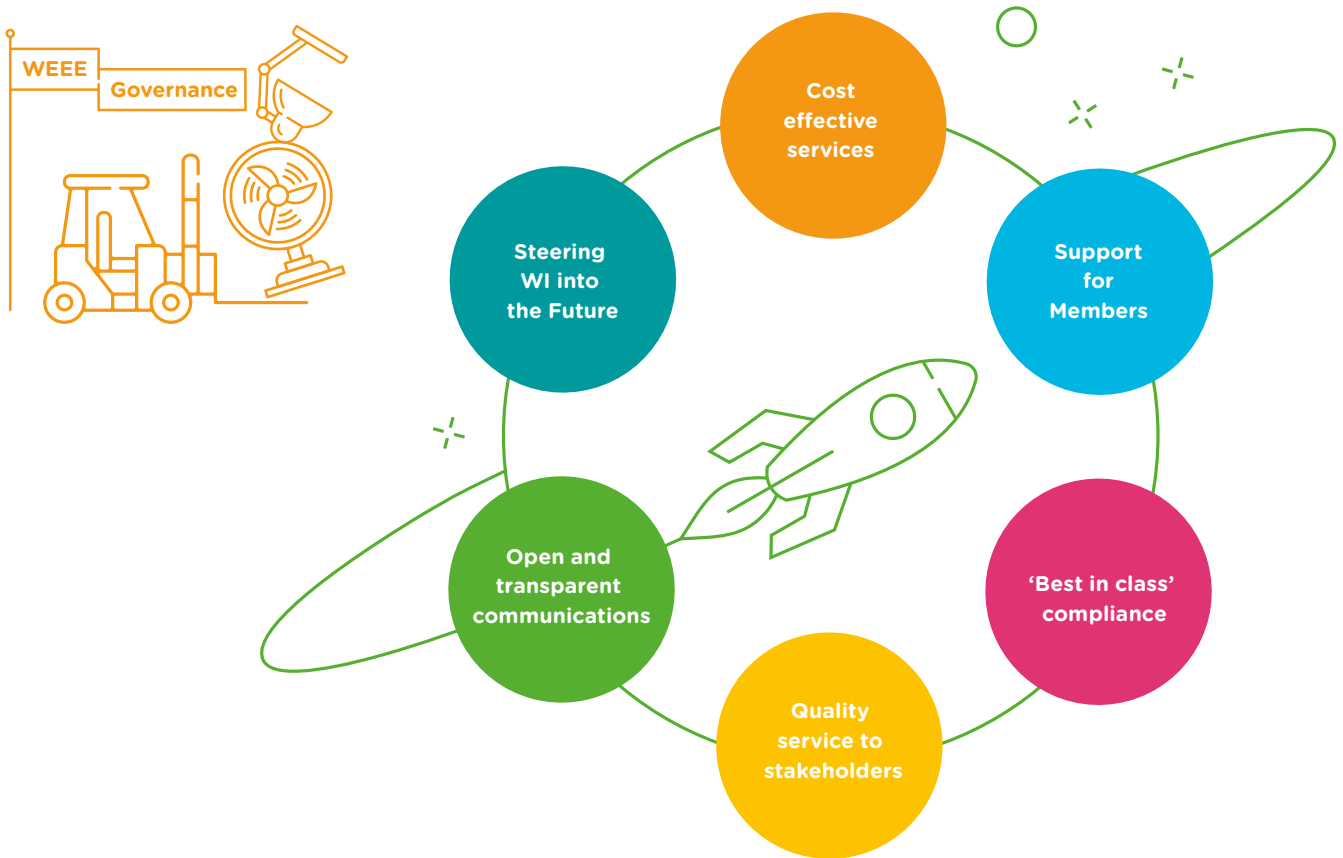 WEEE
Governance
Cost
effective
services
Support
for
Members
‘Best in class’
compliance
Quality
service to
stakeholders
Open and
transparent
communications
Steering
WI into
the Future